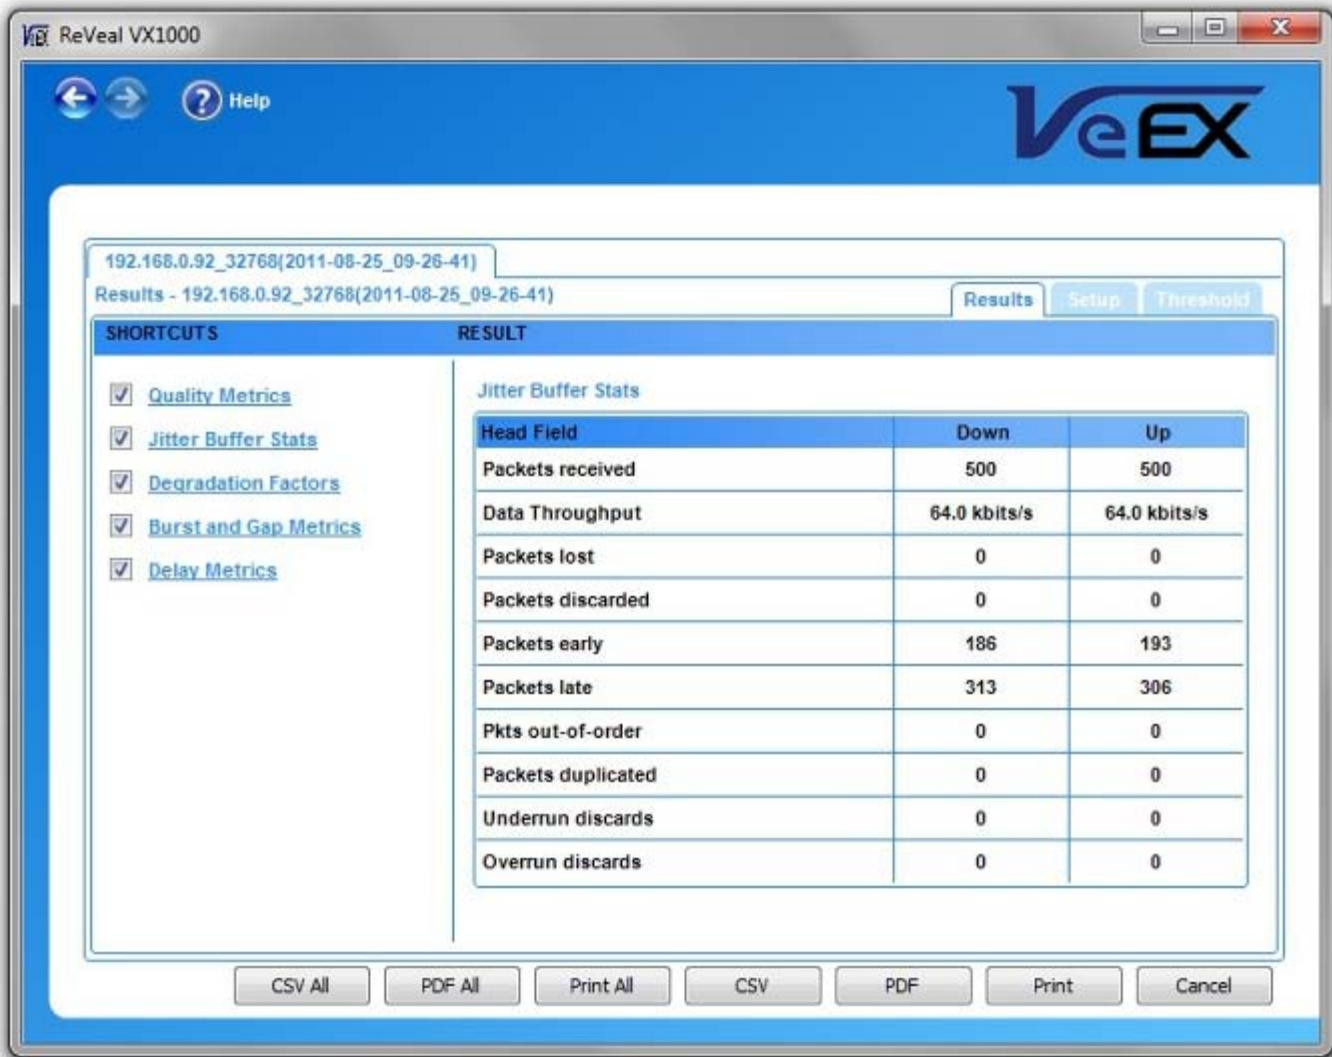 ReVeal VX1000
Help
VeEX
192.168.0.92_32768(2011-08-25_09-26-41)
Results - 192.168.0.92_32768(2011-08-25_09-26-41)
Results Setup Threshold
SHORTCUTS RESULT
Quality Metrics
Jitter Buffer Stats
Degradation Factors
Burst and Gap Metrics
Delay Metrics
Jitter Buffer Stats
Head Field Down Up
Packets received 500 500
Data Throughput 64.0 kbits/s 64.0 kbits/s
Packets lost 0 0
Packets discarded 0 0
Packets early 186 193
Packets late 313 306
Pkts out-of-order 0 0
Packets duplicated 0 0
Underrun discards 0 0
Overrun discards 0 0
CSV All PDF All Print All CSV PDF Print Cancel